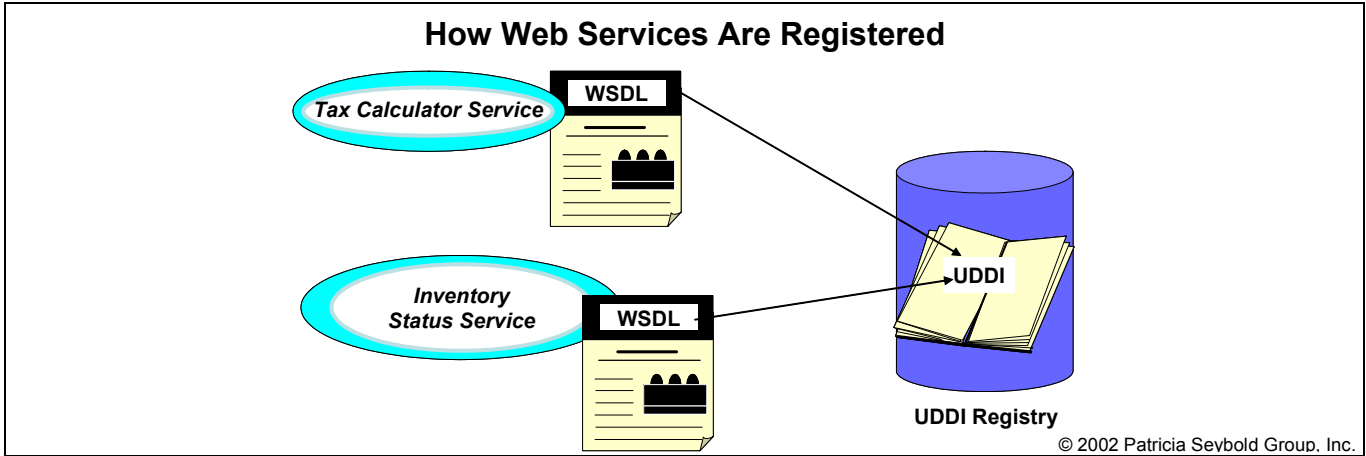 How Web Services Are Registered
Tax Calculator Service
WSDL
Inventory
Status Service
WSDL
UDDI
UDDI Registry
© 2002 Patricia Seybold Group, Inc.